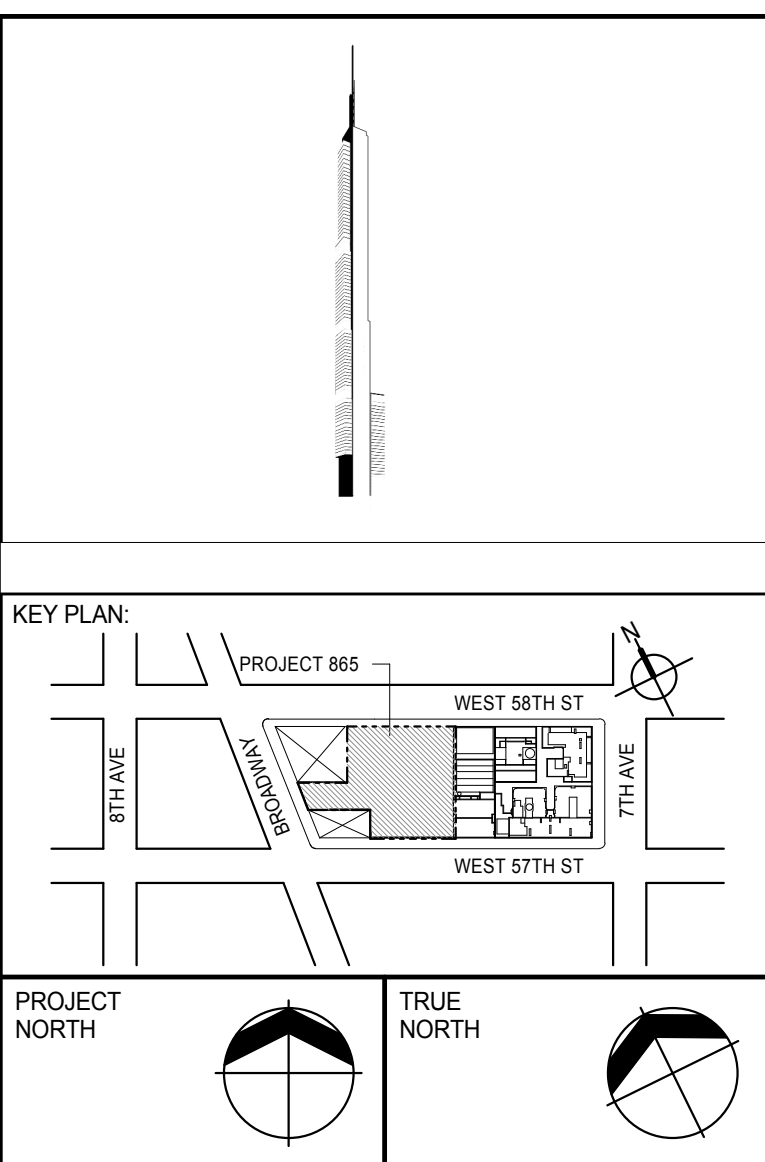 KEY PLAN:
N
PROJECT 865
WEST 58TH ST
8TH AVE
BROADWAY
7TH AVE
WEST 57TH ST
PROJECT
NORTH
TRUE
NORTH